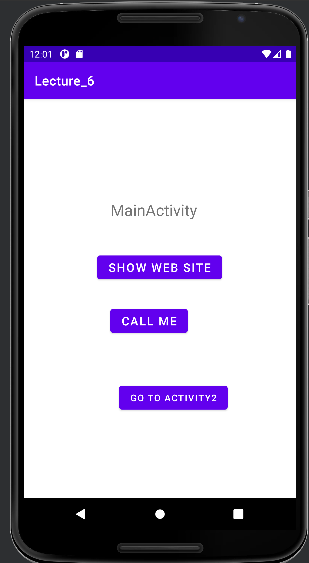 12:01
Lecture_6
MainActivity
SHOW WEB SITE
CALL ME
GO TO ACTIVITY2